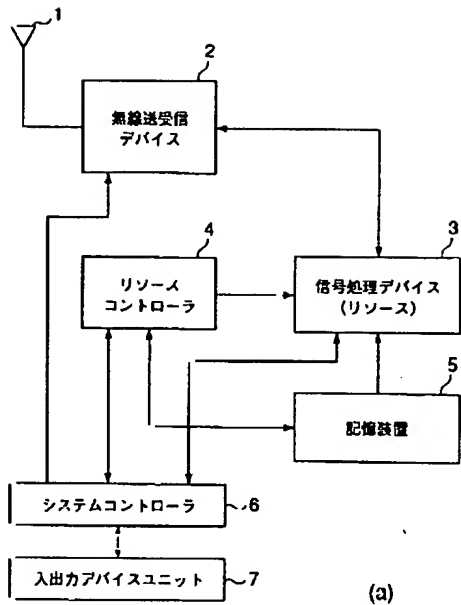 1
2
無線送受信
デバイス
4
リソース
コントローラ
3
信号処理デバイス
(リソース)
5
記憶装置
システムコントローラ
6
入出力アバイスユニット
7
(a)